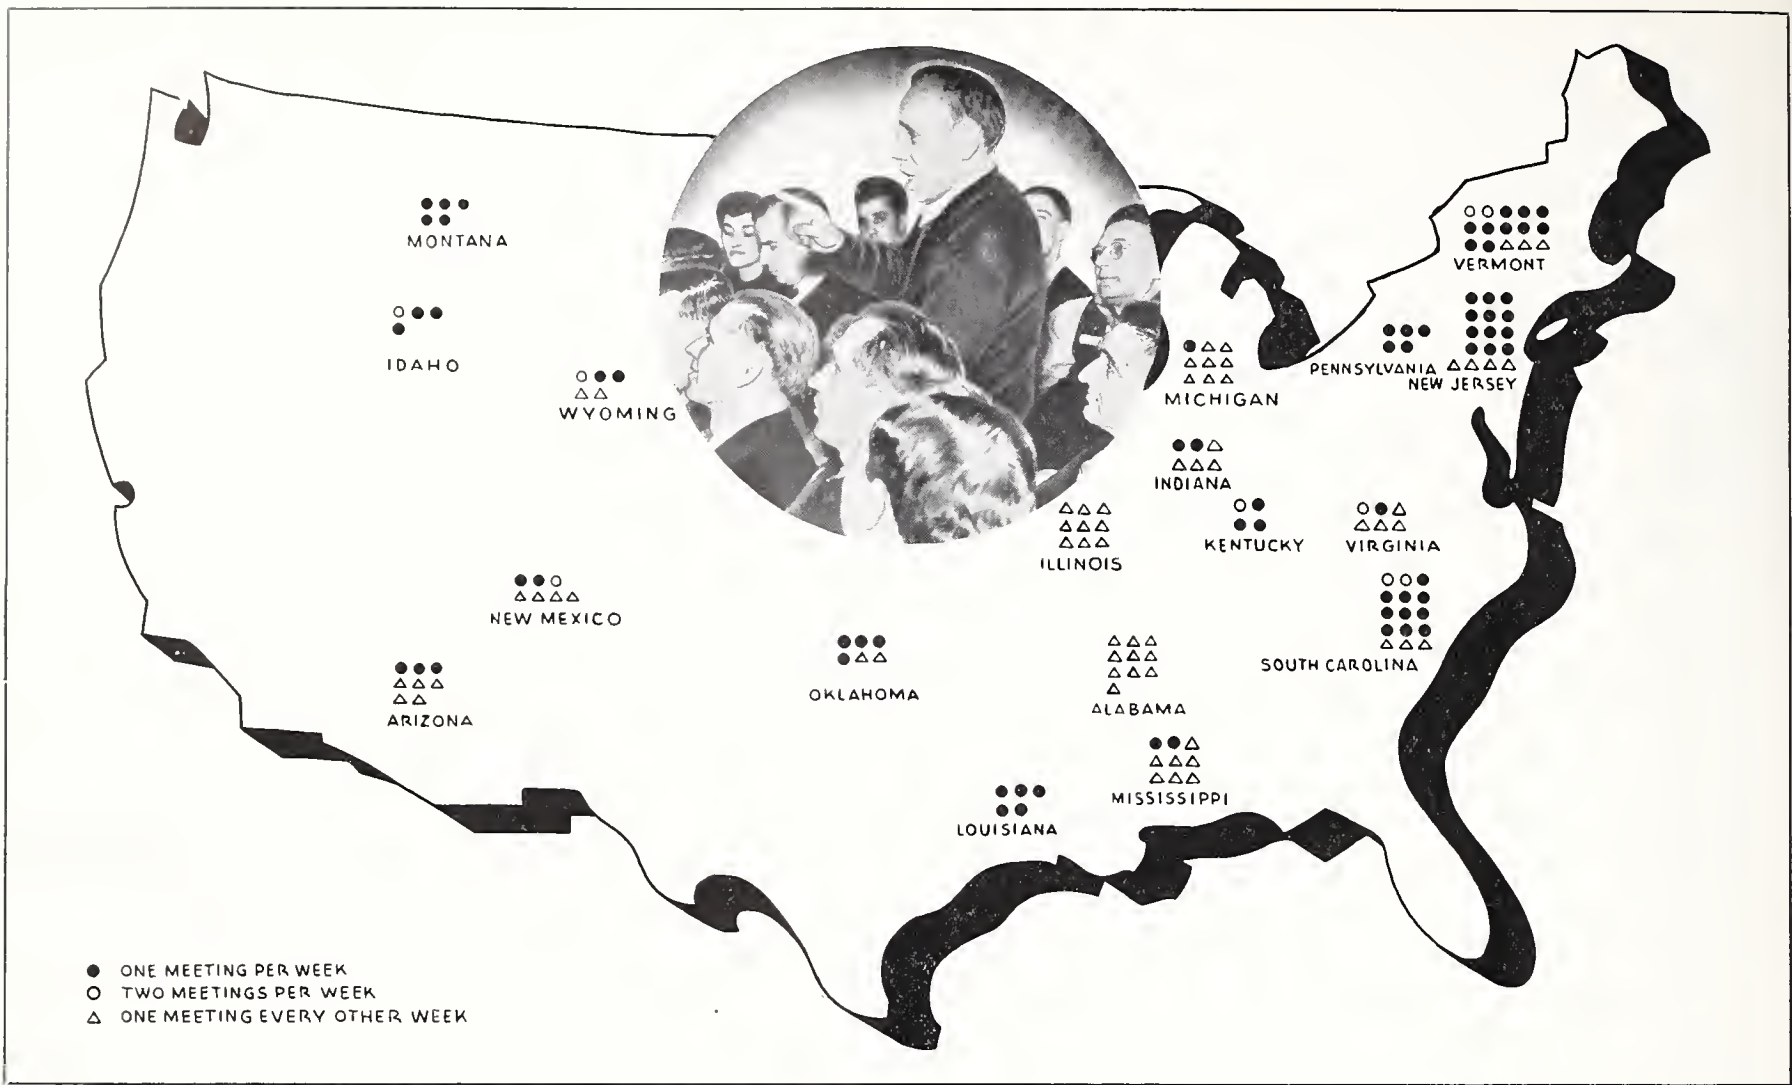 MONTANA
IDAHO
WYOMING
VERMONT
PENNSYLVANIA
NEW JERSEY
MICHIGAN
INDIANA
ILLINOIS
KENTUCKY
VIRGINIA
NEW MEXICO
ARIZONA
OKLAHOMA
SOUTH CAROLINA
ALABAMA
MISSISSIPPI
LOUISIANA
ONE MEETING PER WEEK
TWO MEETINGS PER WEEK
ONE MEETING EVERY OTHER WEEK